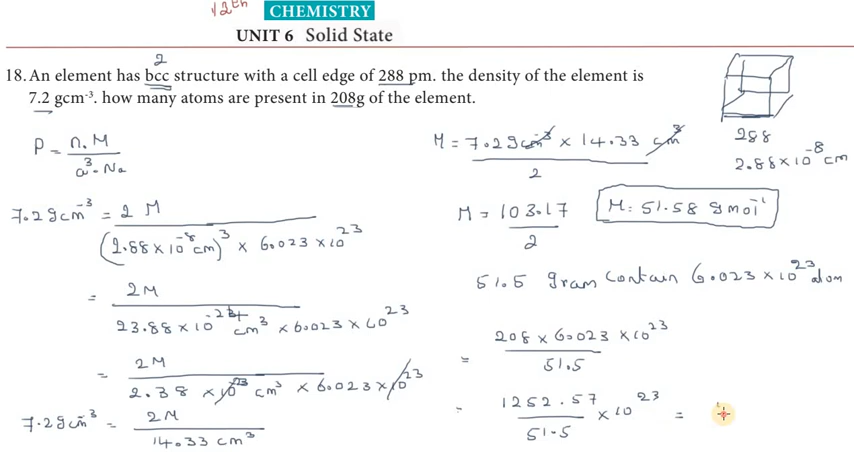 12th
CHEMISTRY
UNIT 6 Solid State
2
18. An element has bcc structure with a cell edge of 288 pm. the density of the element is
7.2 gcm⁻³. how many atoms are present in 208g of the element.
P = n.M / a³.Na
7.2 g cm⁻³ = 2 M / (2.88 × 10⁻⁸ cm)³ × 6.023 × 10²³
= 2M / 23.88 × 10⁻²⁴ cm³ × 6.023 × 10²³
= 2M / 2.38 × 10⁻²³ cm³ × 6.023 × 10²³
7.2 g cm⁻³ = 2M / 14.33 cm³
288
2.88 × 10⁻⁸ cm
M = 7.2 g cm⁻³ × 14.33 cm³ / 2
M = 103.17 / 2
M: 51.58 g mol⁻¹
51.5 gram contain 6.023 × 10²³ atom
= 208 × 6.023 × 10²³ / 51.5
= 1252.57 / 51.5 × 10²³ =